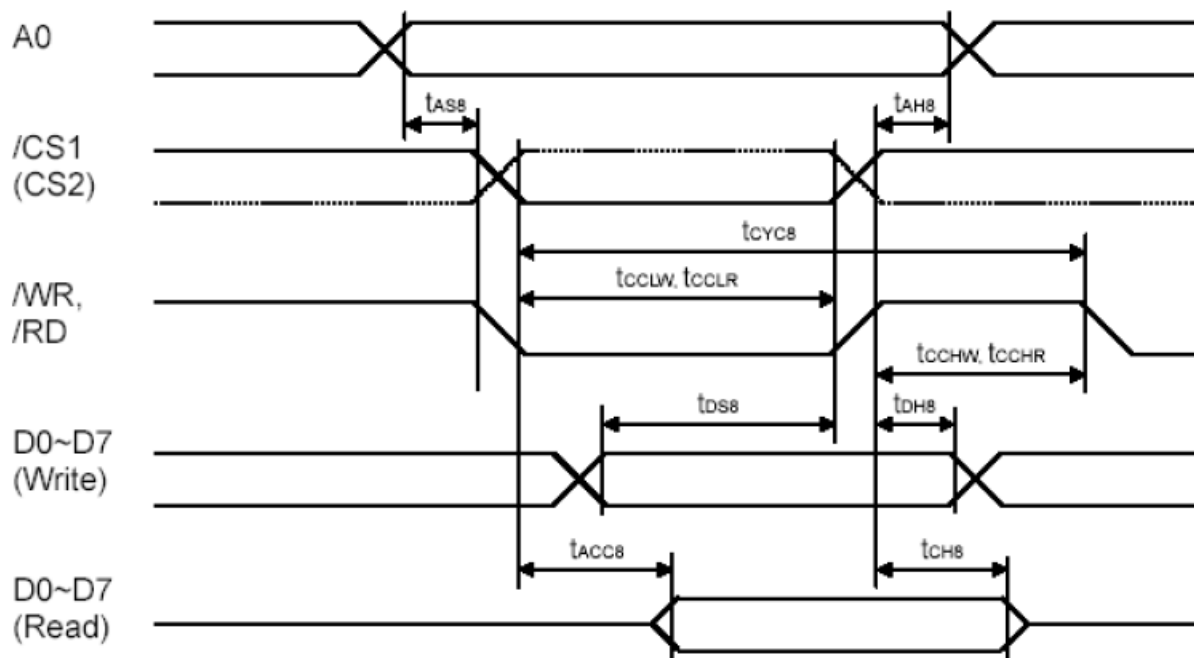 A0
tAS8
tAH8
/CS1
(CS2)
tCYC8
/WR,
/RD
tCCLW, tCCLR
tCCHW, tCCHR
tDS8
tDH8
D0~D7
(Write)
tACC8
tCH8
D0~D7
(Read)